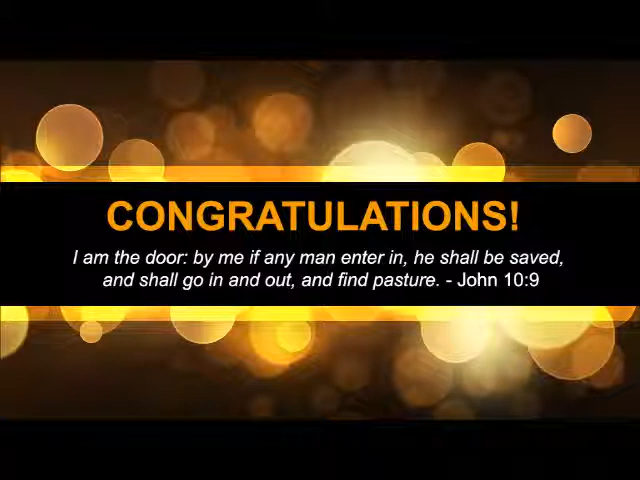 CONGRATULATIONS!
I am the door: by me if any man enter in, he shall be saved,
and shall go in and out, and find pasture. - John 10:9